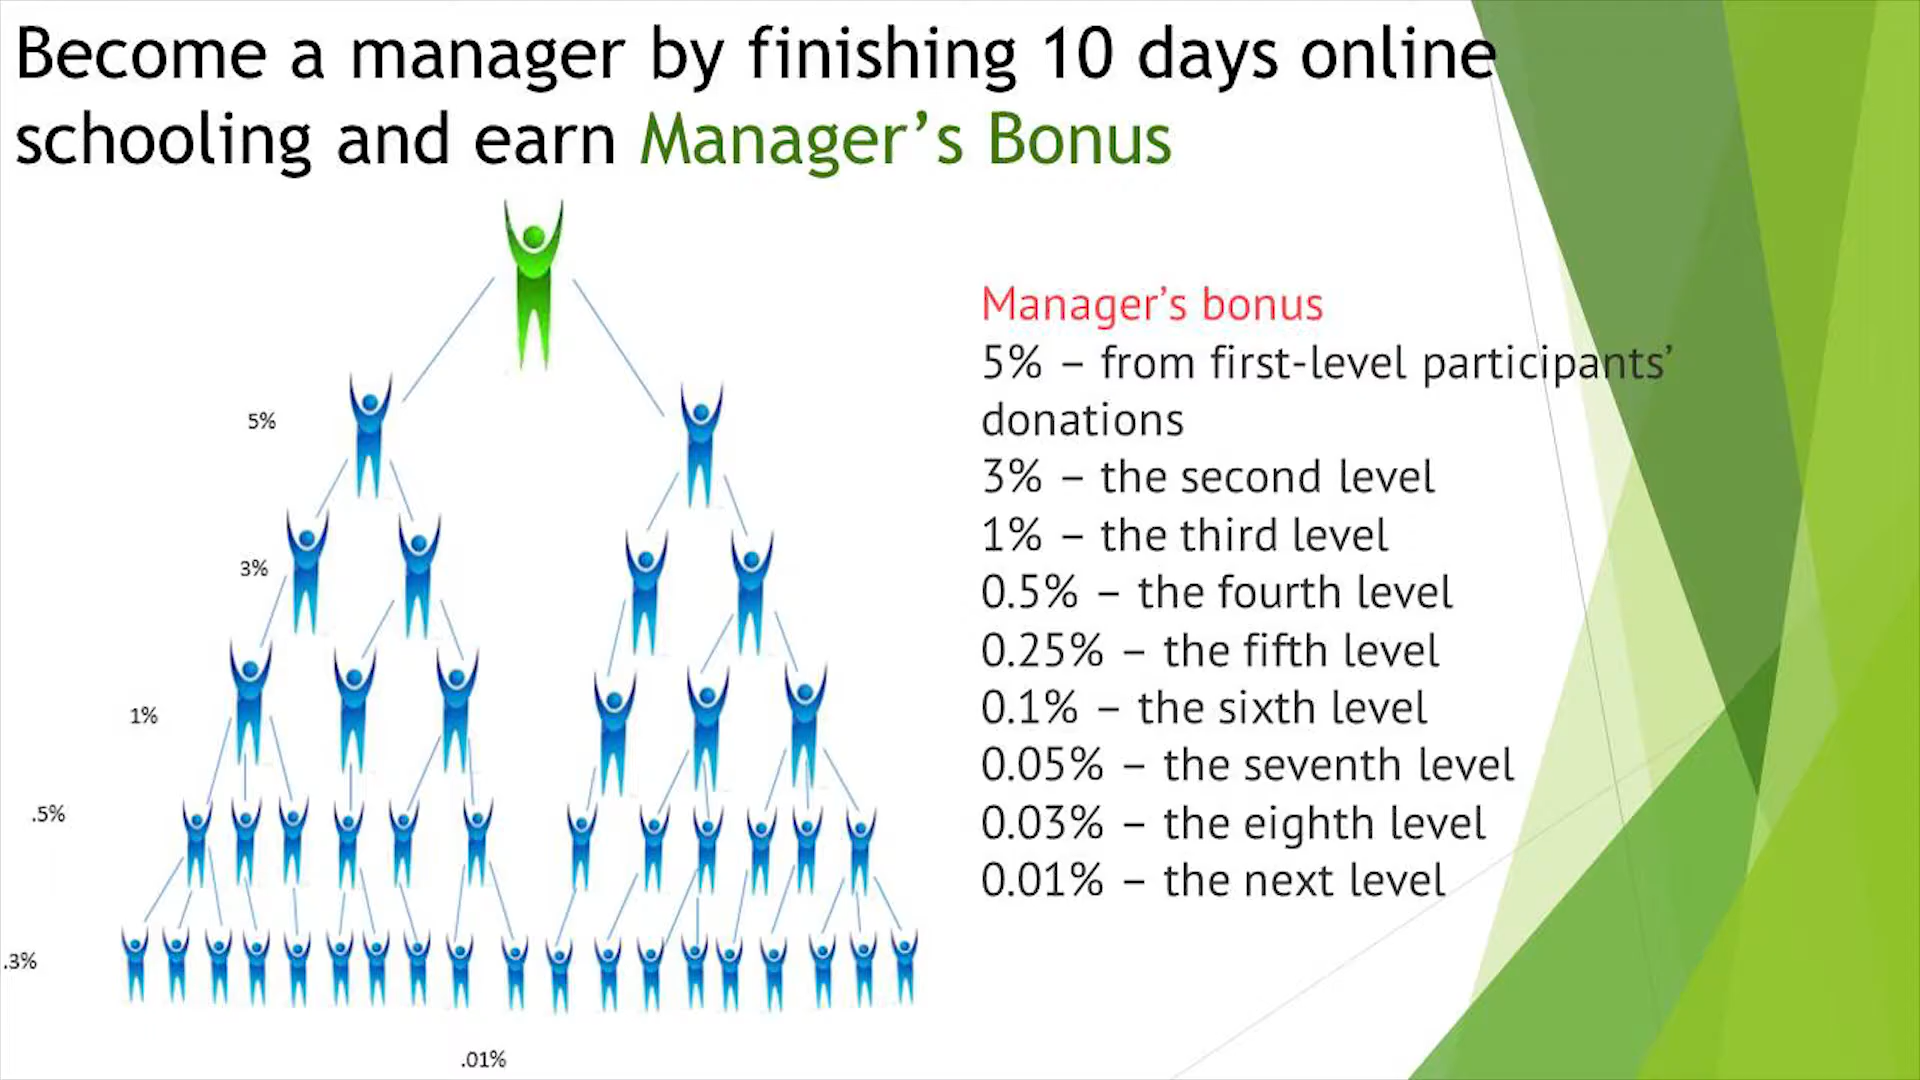 Become a manager by finishing 10 days online
schooling and earn Manager's Bonus
Manager's bonus
5% – from first-level participants'
donations
3% – the second level
1% – the third level
0.5% – the fourth level
0.25% – the fifth level
0.1% – the sixth level
0.05% – the seventh level
0.03% – the eighth level
0.01% – the next level
5%
3%
1%
.5%
.3%
.01%